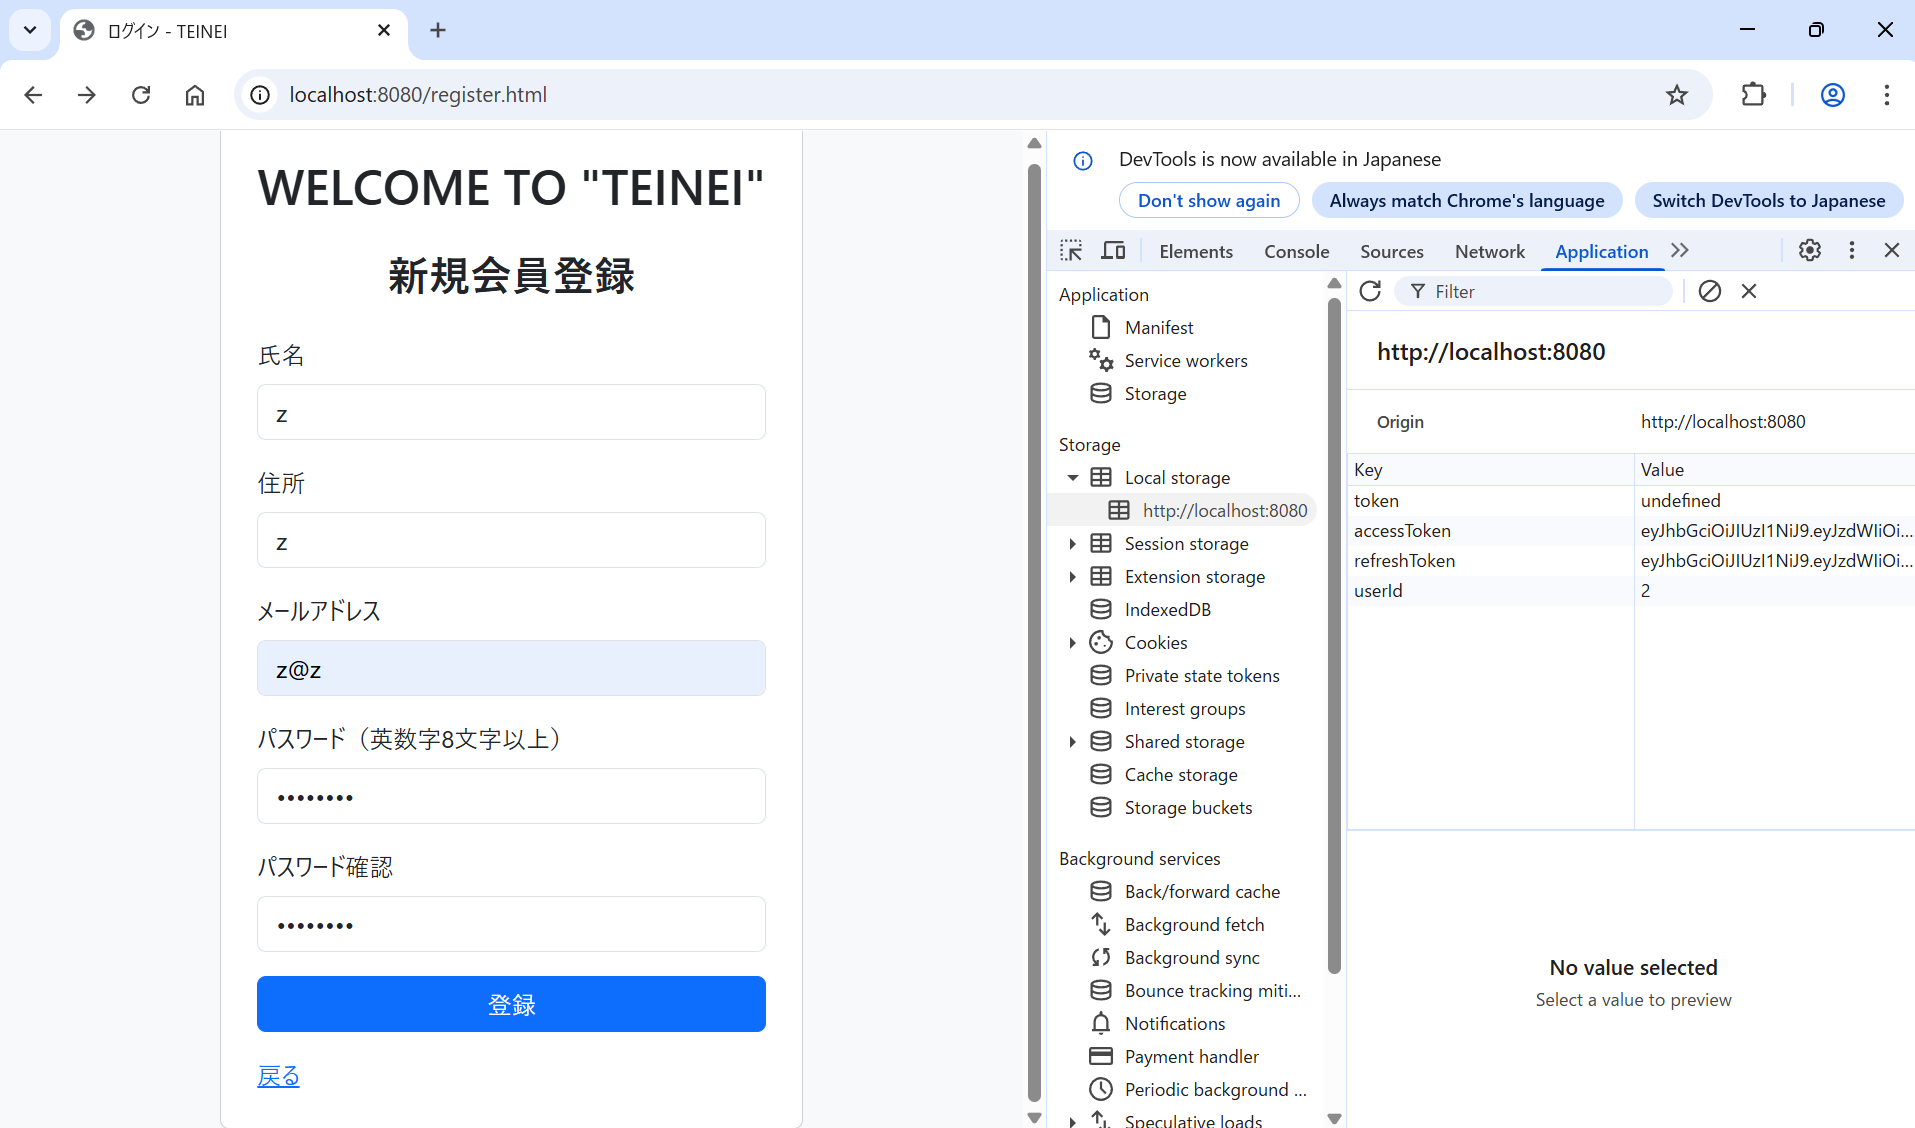 ログイン - TEINEI
localhost:8080/register.html
WELCOME TO "TEINEI"
新規会員登録
氏名
z
住所
z
メールアドレス
z@z
パスワード（英数字8文字以上）
••••••••
パスワード確認
••••••••
登録
戻る
DevTools is now available in Japanese
Don't show again
Always match Chrome's language
Switch DevTools to Japanese
Elements
Console
Sources
Network
Application
Application
Manifest
Service workers
Storage
Storage
Local storage
http://localhost:8080
Session storage
Extension storage
IndexedDB
Cookies
Private state tokens
Interest groups
Shared storage
Cache storage
Storage buckets
Background services
Back/forward cache
Background fetch
Background sync
Bounce tracking miti...
Notifications
Payment handler
Periodic background ...
Speculative loads
Filter
http://localhost:8080
Origin http://localhost:8080
Key Value
token undefined
accessToken eyJhbGciOiJIUzI1NiJ9.eyJzdWIiOi...
refreshToken eyJhbGciOiJIUzI1NiJ9.eyJzdWIiOi...
userId 2
No value selected
Select a value to preview